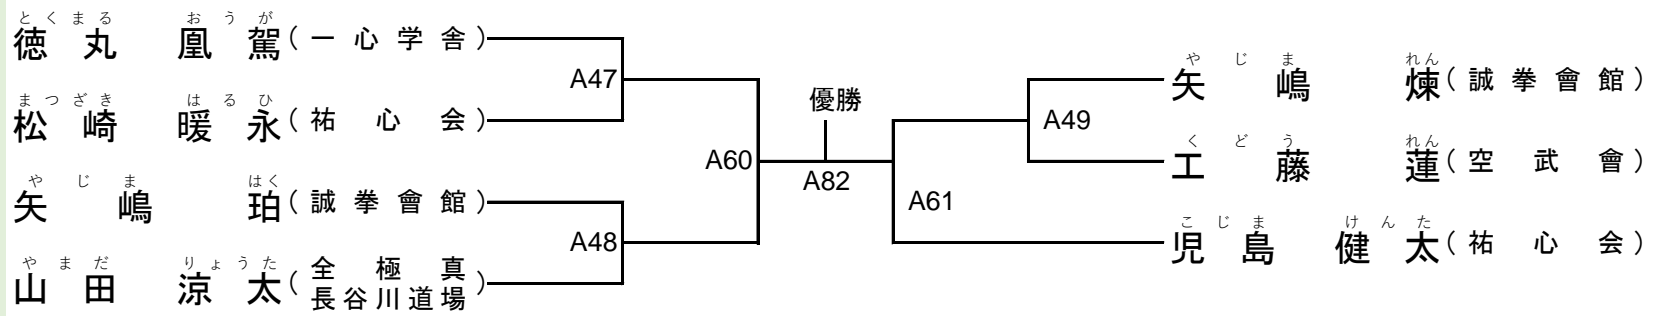 とくまる おうが
徳丸 凰駕(一心学舎)
A47
まつざき はるひ
松崎 暖永(祐心会)
A60
やじま はく
矢嶋 珀(誠拳會館)
A48
やまだ りょうた
山田 涼太(全極真
長谷川道場)
優勝
A82
やじま れん
矢嶋 煉(誠拳會館)
A49
くどう れん
工藤 蓮(空武會)
A61
こじま けんた
児島 健太(祐心会)